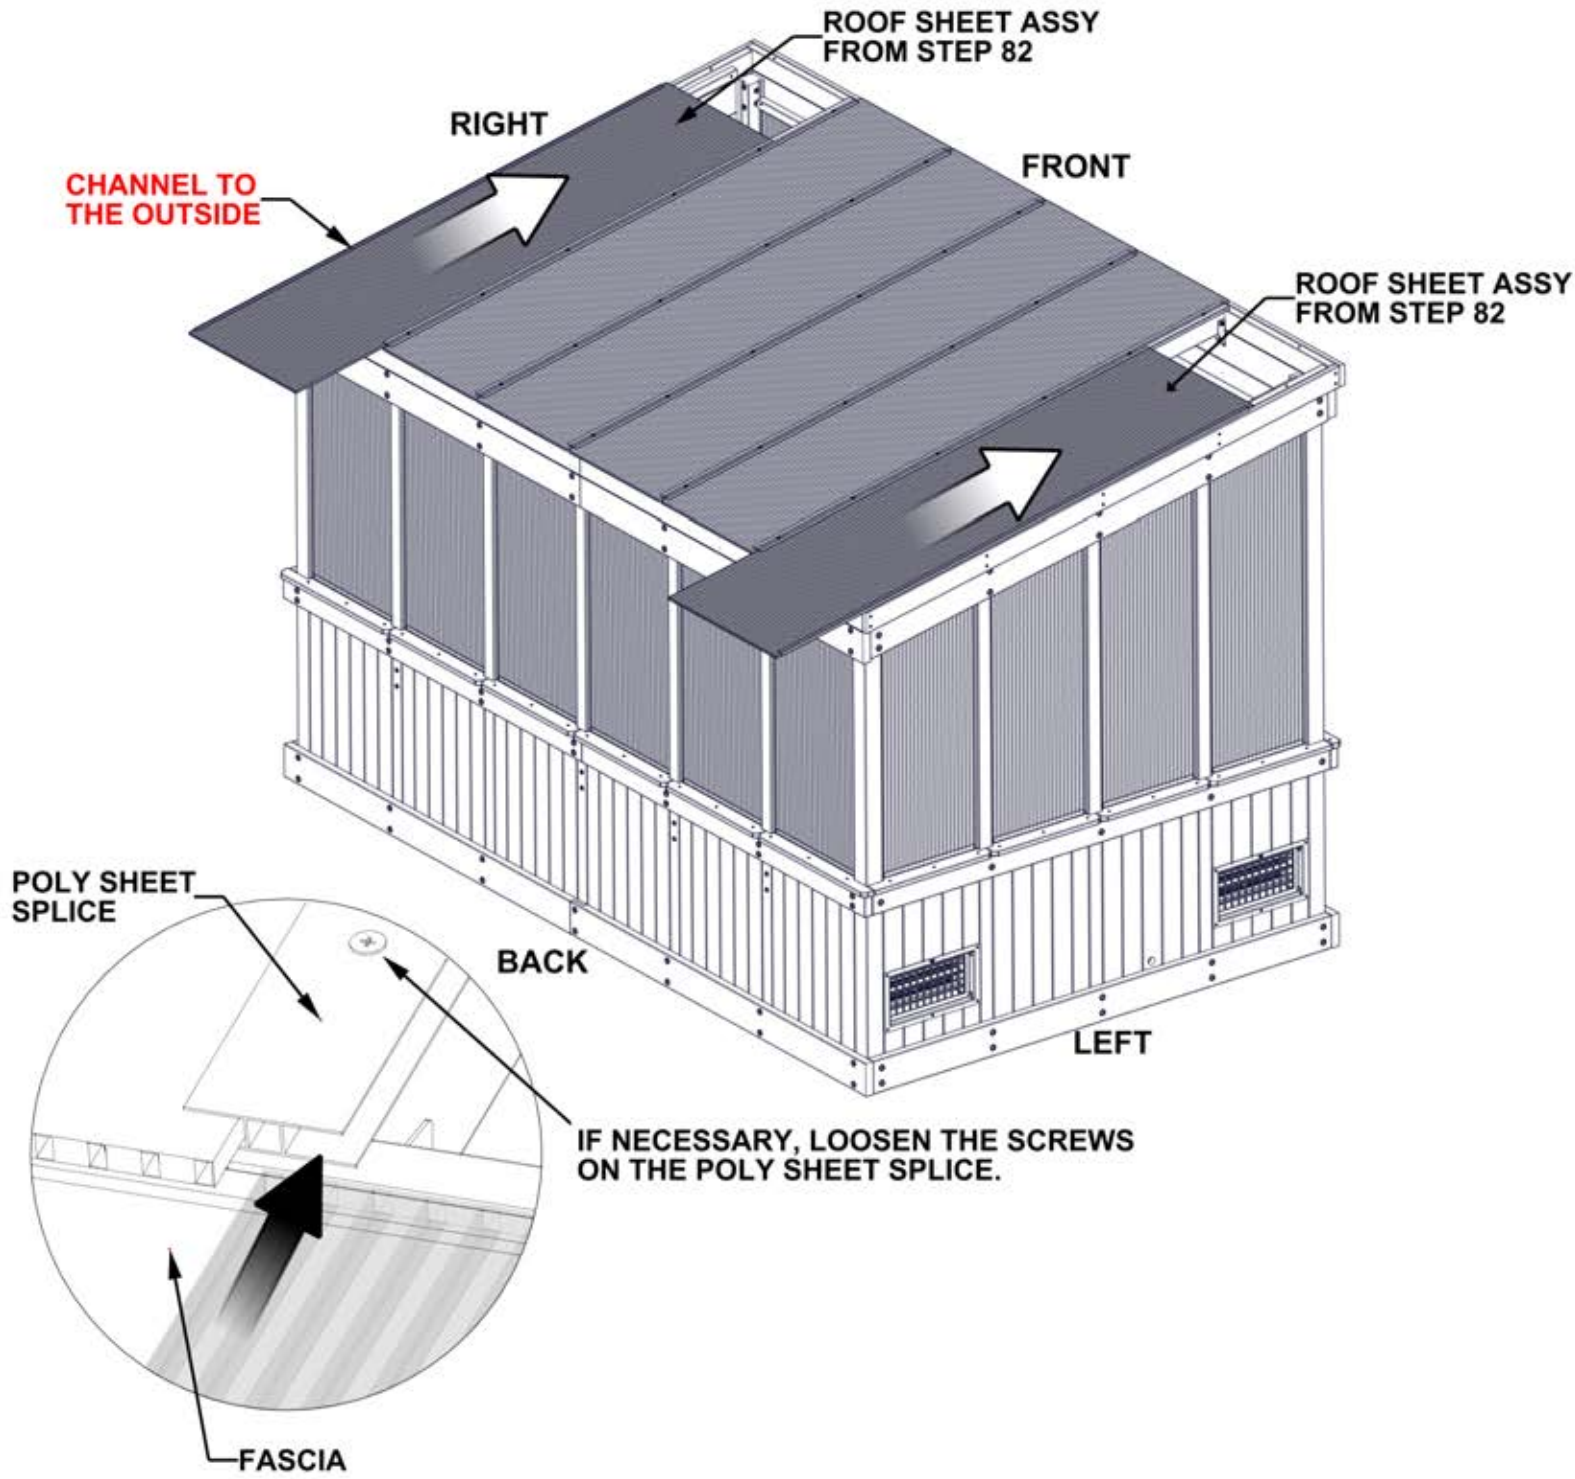 ROOF SHEET ASSY
FROM STEP 82
RIGHT
FRONT
CHANNEL TO
THE OUTSIDE
ROOF SHEET ASSY
FROM STEP 82
POLY SHEET
SPLICE
BACK
LEFT
IF NECESSARY, LOOSEN THE SCREWS
ON THE POLY SHEET SPLICE.
FASCIA